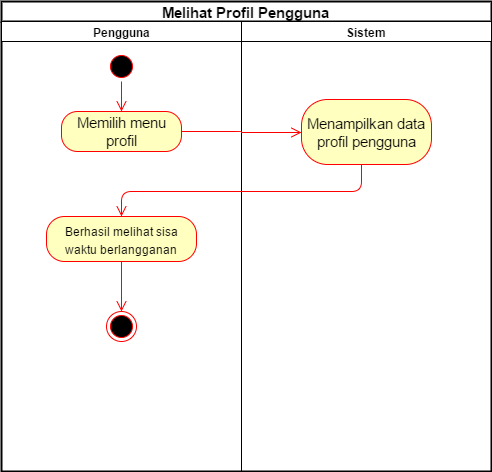 Melihat Profil Pengguna
Pengguna
Sistem
Memilih menu
profil
Menampilkan data
profil pengguna
Berhasil melihat sisa
waktu berlangganan